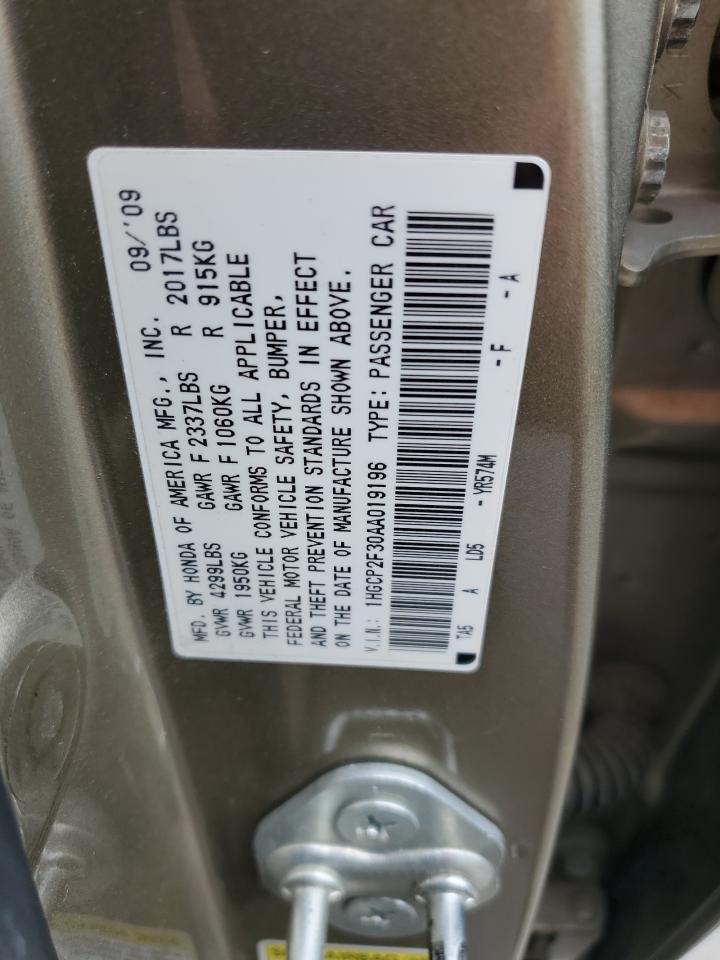 MFD. BY HONDA OF AMERICA MFG., INC. 09/'09
GVWR 4299LBS GAWR F 2337LBS R 2017LBS
GVWR 1950KG GAWR F 1060KG R 915KG
THIS VEHICLE CONFORMS TO ALL APPLICABLE
FEDERAL MOTOR VEHICLE SAFETY, BUMPER,
AND THEFT PREVENTION STANDARDS IN EFFECT
ON THE DATE OF MANUFACTURE SHOWN ABOVE.
V.I.N.: 1HGCP2F30AA019196 TYPE: PASSENGER CAR
TA5 A LD5 - YR574M - F - A